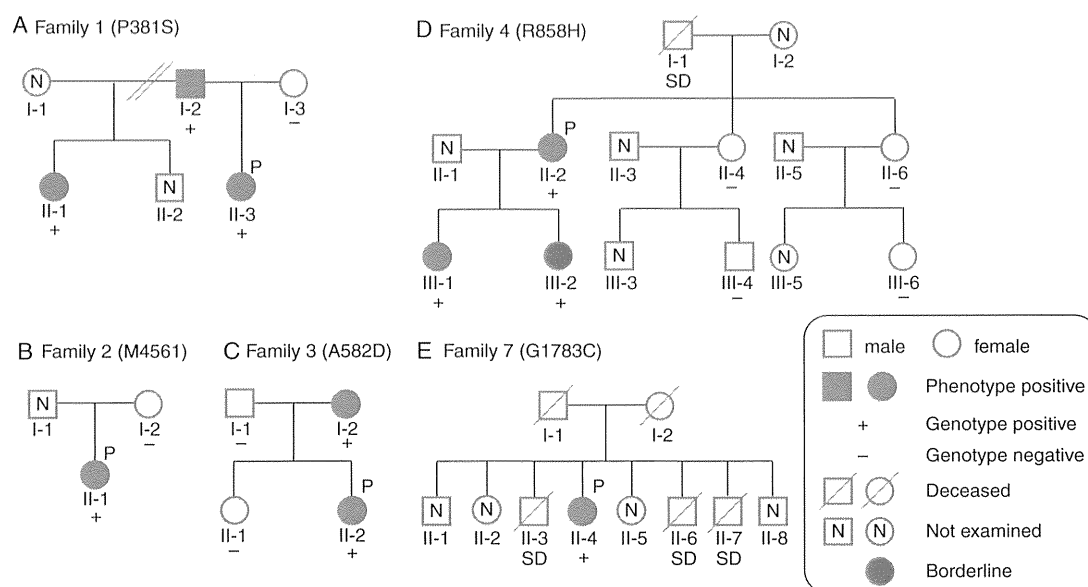 A Family 1 (P381S)
N
I-1
I-2
+
I-3
–
P
II-1
+
N
II-2
II-3
+
D Family 4 (R858H)
I-1
SD
N
I-2
P
N
II-1
II-2
+
N
II-3
II-4
–
N
II-5
II-6
–
III-1
+
III-2
+
N
III-3
III-4
–
N
III-5
III-6
–
B Family 2 (M4561)
N
I-1
I-2
–
P
II-1
+
C Family 3 (A582D)
I-1
–
I-2
+
P
II-1
–
II-2
+
E Family 7 (G1783C)
I-1
I-2
P
N
II-1
N
II-2
II-3
SD
II-4
+
N
II-5
II-6
SD
II-7
SD
N
II-8
male female
Phenotype positive
+ Genotype positive
– Genotype negative
Deceased
N N Not examined
Borderline